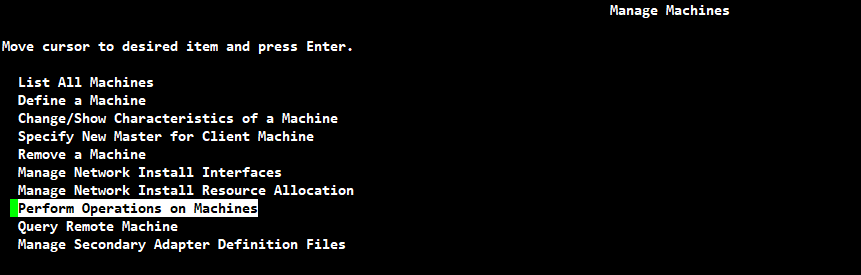 Manage Machines
Move cursor to desired item and press Enter.
List All Machines
Define a Machine
Change/Show Characteristics of a Machine
Specify New Master for Client Machine
Remove a Machine
Manage Network Install Interfaces
Manage Network Install Resource Allocation
Perform Operations on Machines
Query Remote Machine
Manage Secondary Adapter Definition Files